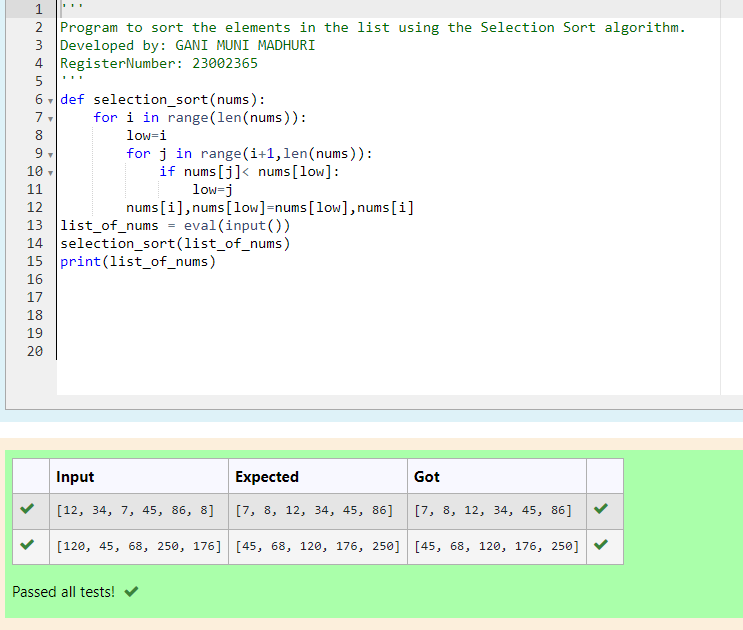 1 '''
2 Program to sort the elements in the list using the Selection Sort algorithm.
3 Developed by: GANI MUNI MADHURI
4 RegisterNumber: 23002365
5 '''
6 def selection_sort(nums):
7     for i in range(len(nums)):
8         low=i
9         for j in range(i+1,len(nums)):
10             if nums[j]< nums[low]:
11                 low=j
12         nums[i],nums[low]=nums[low],nums[i]
13 list_of_nums = eval(input())
14 selection_sort(list_of_nums)
15 print(list_of_nums)
16
17
18
19
20
Input Expected Got
[12, 34, 7, 45, 86, 8] [7, 8, 12, 34, 45, 86] [7, 8, 12, 34, 45, 86]
[120, 45, 68, 250, 176] [45, 68, 120, 176, 250] [45, 68, 120, 176, 250]
Passed all tests!